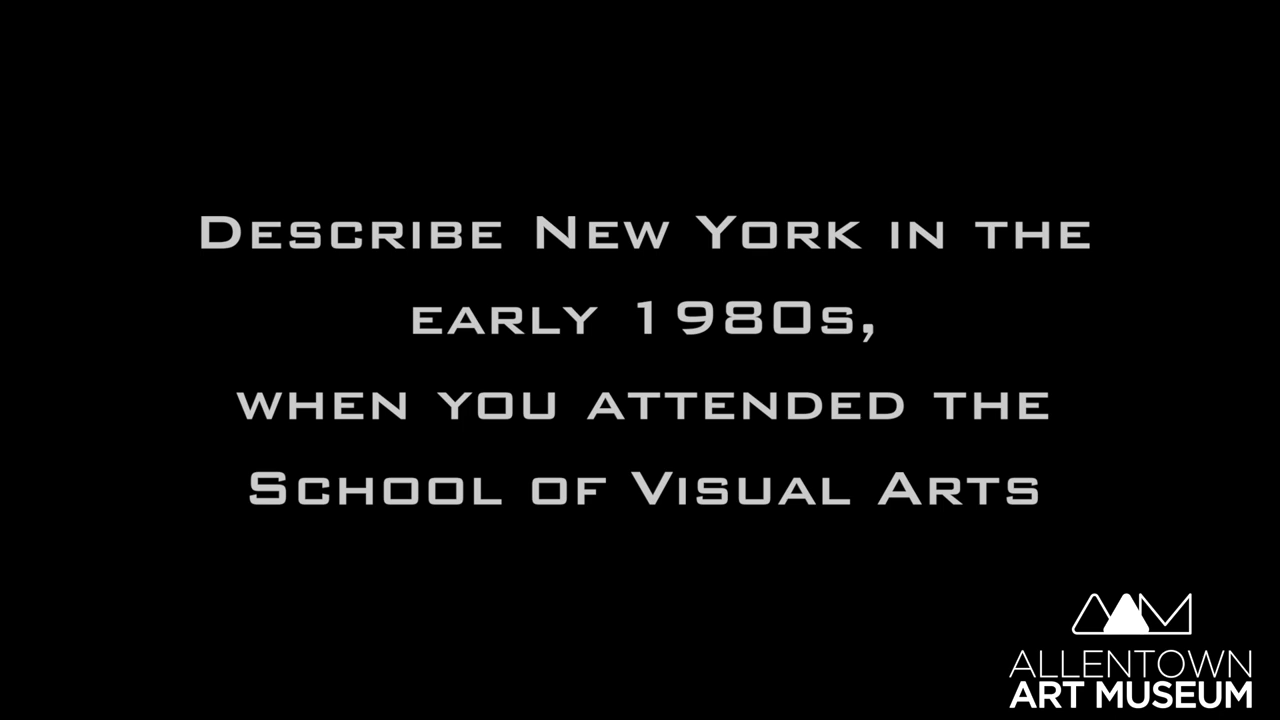 Describe New York in the
early 1980s,
when you attended the
School of Visual Arts
ALLENTOWN
ART MUSEUM